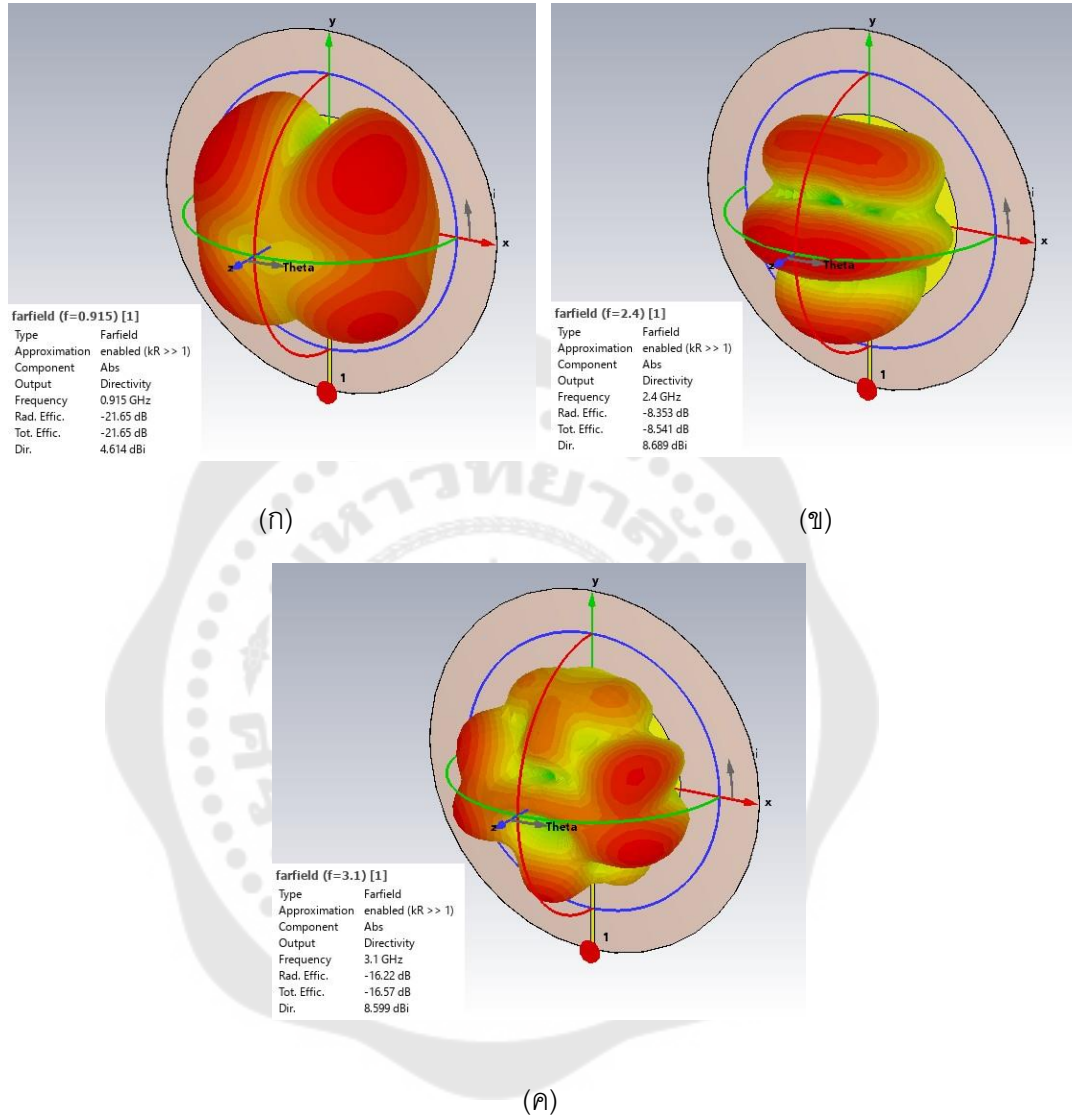 y
x
z
Theta
i
1
farfield (f=0.915) [1]
Type Farfield
Approximation enabled (kR >> 1)
Component Abs
Output Directivity
Frequency 0.915 GHz
Rad. Effic. -21.65 dB
Tot. Effic. -21.65 dB
Dir. 4.614 dBi
(ก)
y
x
z
Theta
i
1
farfield (f=2.4) [1]
Type Farfield
Approximation enabled (kR >> 1)
Component Abs
Output Directivity
Frequency 2.4 GHz
Rad. Effic. -8.353 dB
Tot. Effic. -8.541 dB
Dir. 8.689 dBi
(ข)
y
x
z
Theta
i
1
farfield (f=3.1) [1]
Type Farfield
Approximation enabled (kR >> 1)
Component Abs
Output Directivity
Frequency 3.1 GHz
Rad. Effic. -16.22 dB
Tot. Effic. -16.57 dB
Dir. 8.599 dBi
(ค)